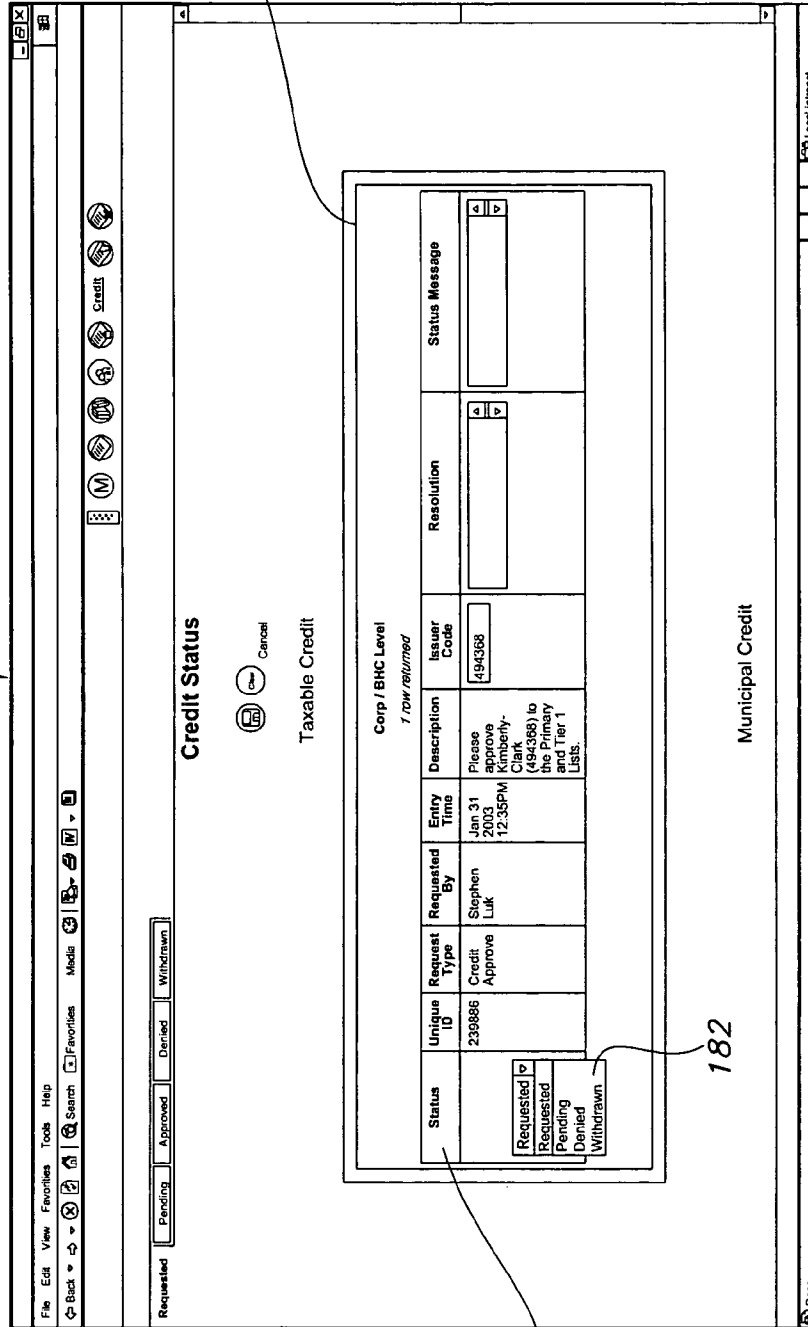 File Edit View Favorites Tools Help
Back Search Favorites Media
M Credit
Requested Pending Approved Denied Withdrawn
Credit Status
Clear Cancel
Taxable Credit
Corp / BHC Level
1 row returned
Status
Unique ID
Request Type
Requested By
Entry Time
Description
Issuer Code
Resolution
Status Message
Requested
Requested
Pending
Denied
Withdrawn
239886
Credit
Approve
Stephen
Luk
Jan 31
2003
12:35PM
Please
approve
Kimberly-
Clark
(494368) to
the Primary
and Tier 1
Lists.
494368
182
Municipal Credit